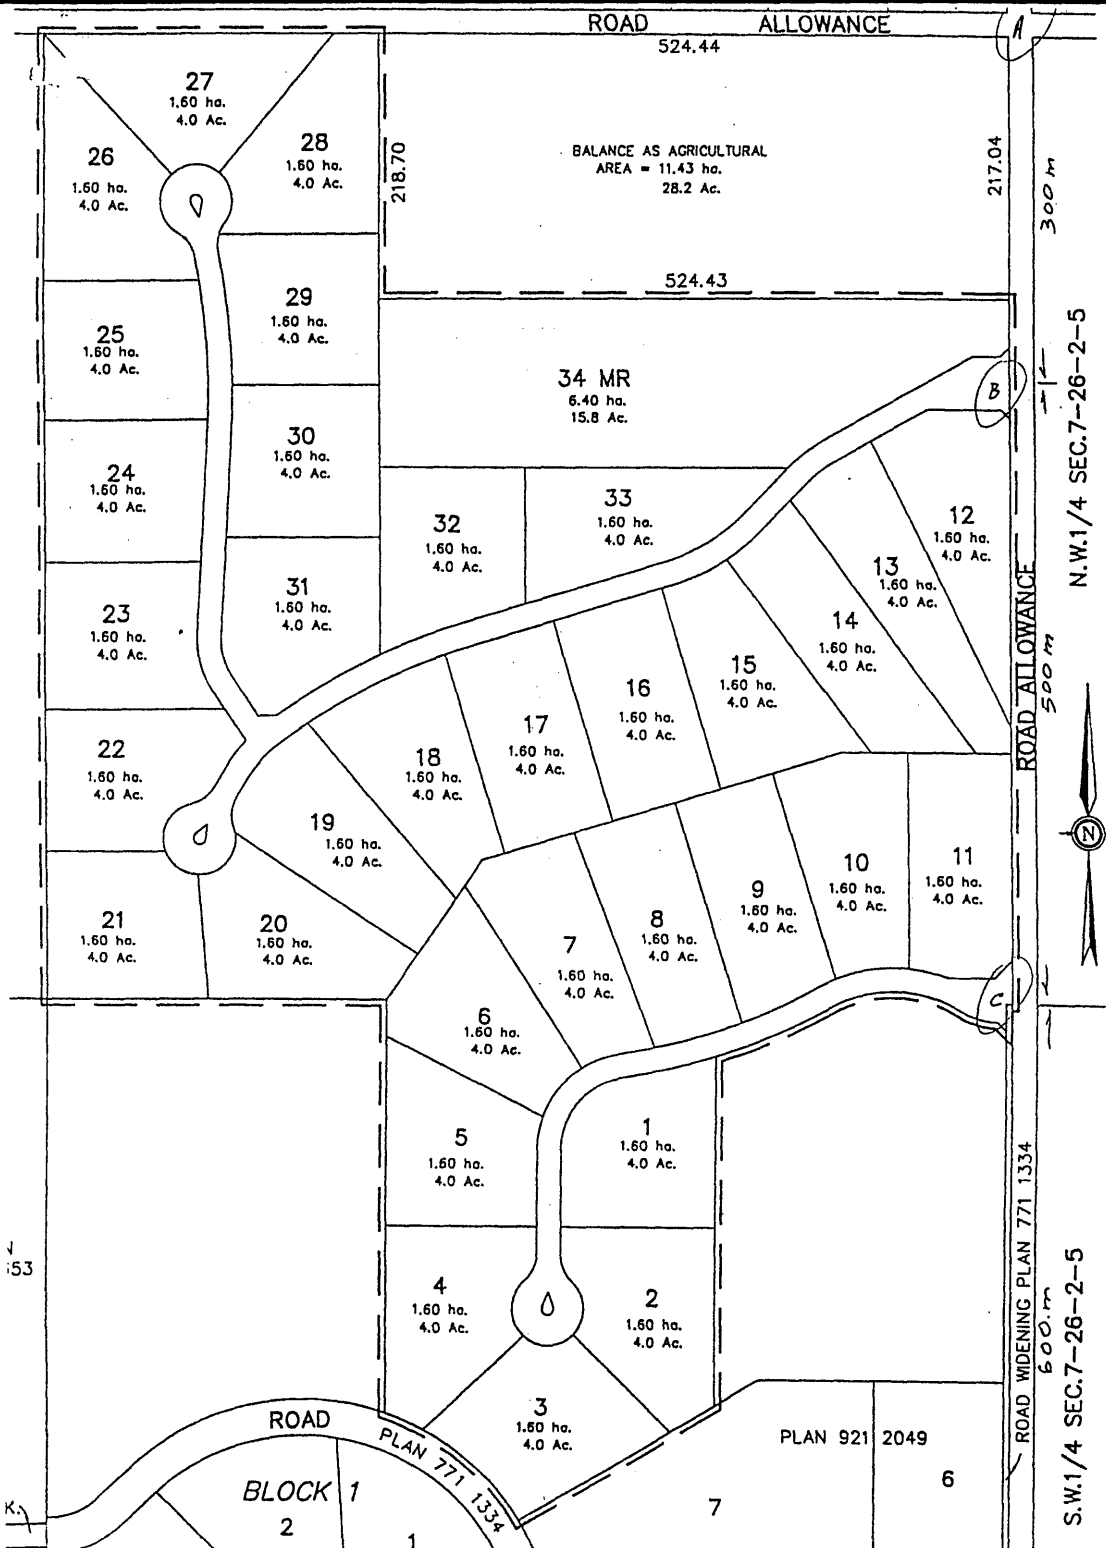 ROAD ALLOWANCE
A
524.44
27
1.60 ha.
4.0 Ac.
28
1.60 ha.
4.0 Ac.
26
1.60 ha.
4.0 Ac.
218.70
BALANCE AS AGRICULTURAL
AREA = 11.43 ha.
28.2 Ac.
217.04
300 m
524.43
29
1.60 ha.
4.0 Ac.
25
1.60 ha.
4.0 Ac.
34 MR
6.40 ha.
15.8 Ac.
B
N.W.1/4 SEC.7-26-2-5
30
1.60 ha.
4.0 Ac.
24
1.60 ha.
4.0 Ac.
33
1.60 ha.
4.0 Ac.
32
1.60 ha.
4.0 Ac.
12
1.60 ha.
4.0 Ac.
13
1.60 ha.
4.0 Ac.
31
1.60 ha.
4.0 Ac.
23
1.60 ha.
4.0 Ac.
14
1.60 ha.
4.0 Ac.
15
1.60 ha.
4.0 Ac.
16
1.60 ha.
4.0 Ac.
17
1.60 ha.
4.0 Ac.
18
1.60 ha.
4.0 Ac.
ROAD ALLOWANCE
500 m
22
1.60 ha.
4.0 Ac.
19
1.60 ha.
4.0 Ac.
N
10
1.60 ha.
4.0 Ac.
11
1.60 ha.
4.0 Ac.
9
1.60 ha.
4.0 Ac.
8
1.60 ha.
4.0 Ac.
7
1.60 ha.
4.0 Ac.
21
1.60 ha.
4.0 Ac.
20
1.60 ha.
4.0 Ac.
C
6
1.60 ha.
4.0 Ac.
5
1.60 ha.
4.0 Ac.
1
1.60 ha.
4.0 Ac.
ROAD WIDENING PLAN 771 1334
600.m
S.W.1/4 SEC.7-26-2-5
53
4
1.60 ha.
4.0 Ac.
2
1.60 ha.
4.0 Ac.
3
1.60 ha.
4.0 Ac.
ROAD
PLAN 771 1334
PLAN 921 2049
BLOCK 1
2
1
7
6
K.